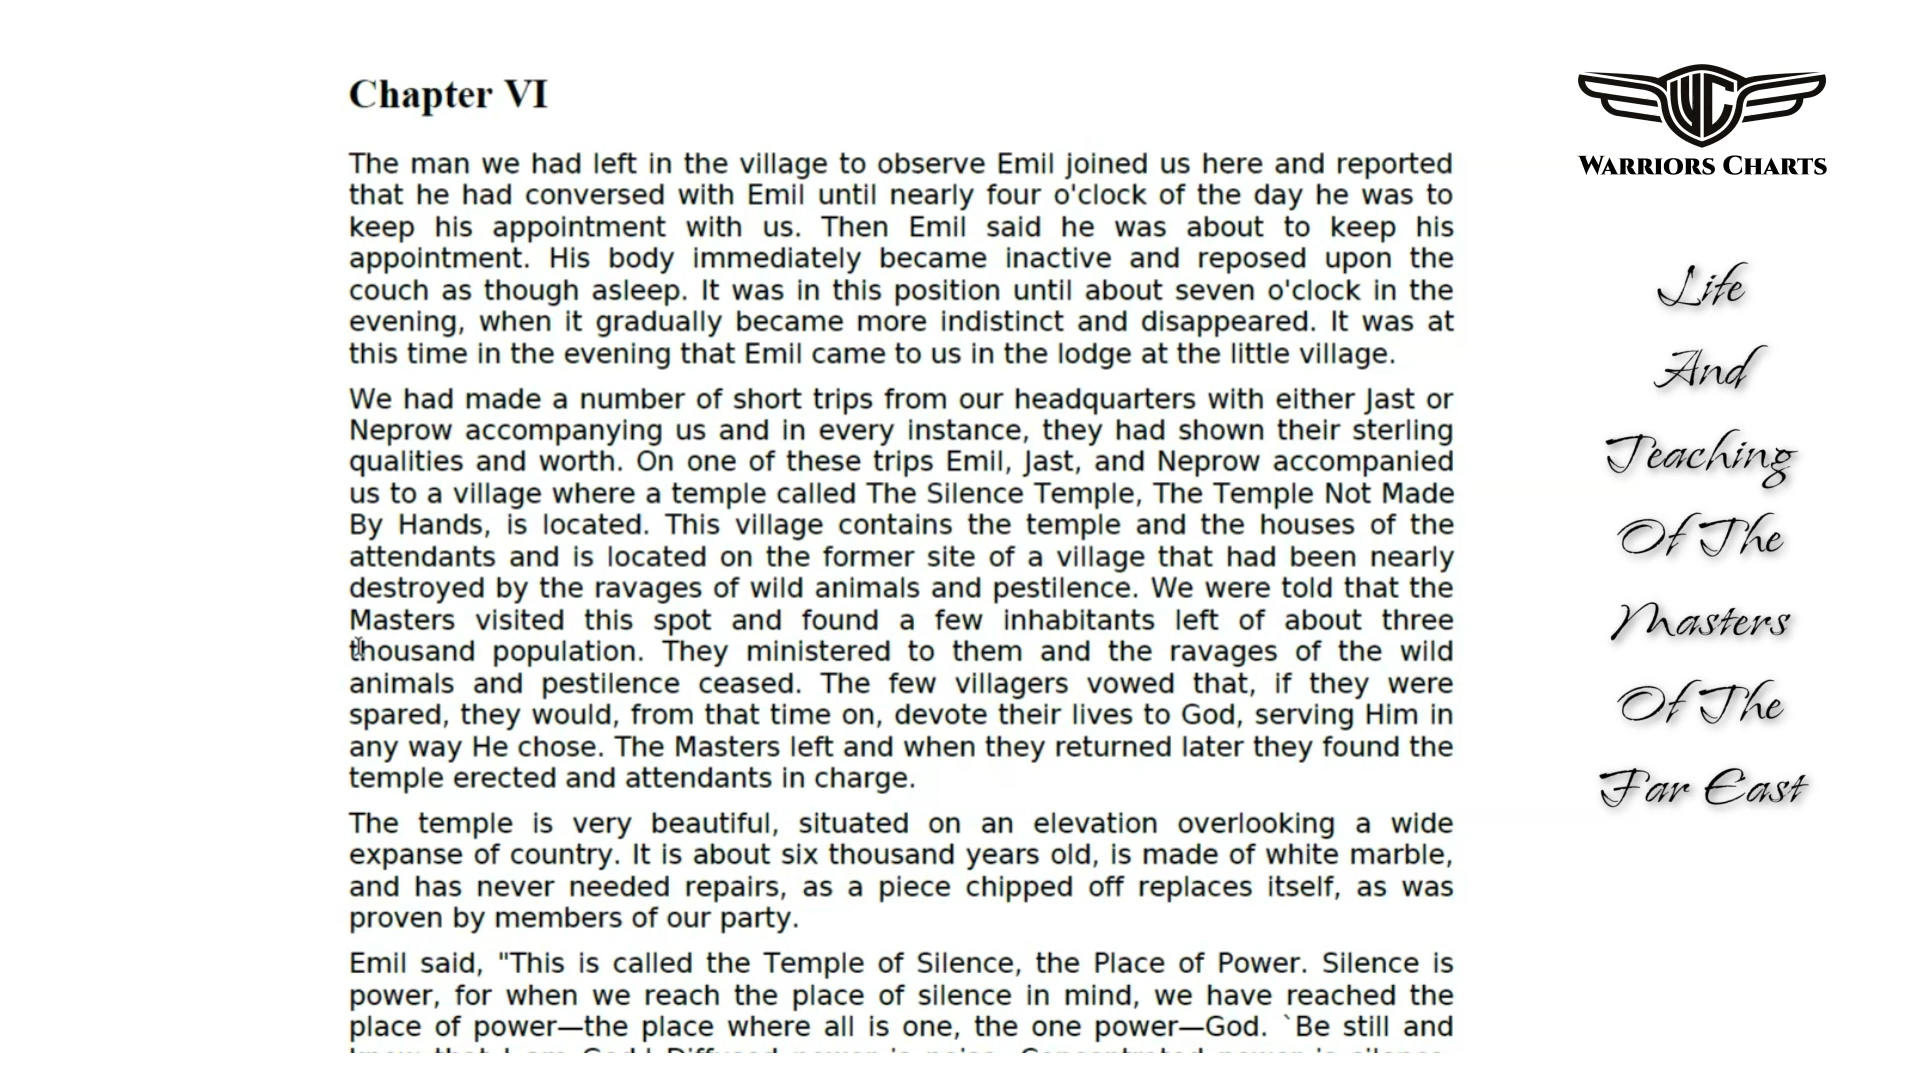 Chapter VI
The man we had left in the village to observe Emil joined us here and reported
that he had conversed with Emil until nearly four o'clock of the day he was to
keep his appointment with us. Then Emil said he was about to keep his
appointment. His body immediately became inactive and reposed upon the
couch as though asleep. It was in this position until about seven o'clock in the
evening, when it gradually became more indistinct and disappeared. It was at
this time in the evening that Emil came to us in the lodge at the little village.
We had made a number of short trips from our headquarters with either Jast or
Neprow accompanying us and in every instance, they had shown their sterling
qualities and worth. On one of these trips Emil, Jast, and Neprow accompanied
us to a village where a temple called The Silence Temple, The Temple Not Made
By Hands, is located. This village contains the temple and the houses of the
attendants and is located on the former site of a village that had been nearly
destroyed by the ravages of wild animals and pestilence. We were told that the
Masters visited this spot and found a few inhabitants left of about three
thousand population. They ministered to them and the ravages of the wild
animals and pestilence ceased. The few villagers vowed that, if they were
spared, they would, from that time on, devote their lives to God, serving Him in
any way He chose. The Masters left and when they returned later they found the
temple erected and attendants in charge.
The temple is very beautiful, situated on an elevation overlooking a wide
expanse of country. It is about six thousand years old, is made of white marble,
and has never needed repairs, as a piece chipped off replaces itself, as was
proven by members of our party.
Emil said, "This is called the Temple of Silence, the Place of Power. Silence is
power, for when we reach the place of silence in mind, we have reached the
place of power—the place where all is one, the one power—God. `Be still and
WC
WARRIORS CHARTS
Life
And
Teaching
Of The
Masters
Of The
Far East